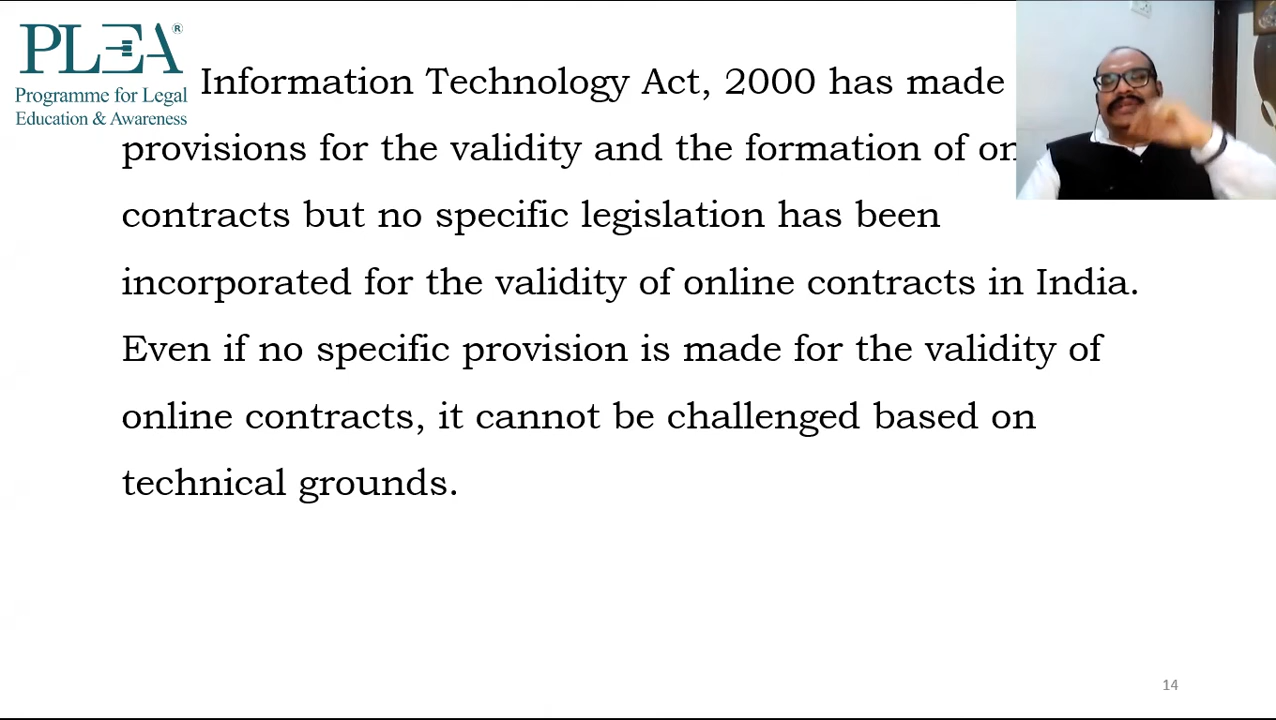 PLEA®
Programme for Legal
Education & Awareness
Information Technology Act, 2000 has made
provisions for the validity and the formation of
contracts but no specific legislation has been
incorporated for the validity of online contracts in India.
Even if no specific provision is made for the validity of
online contracts, it cannot be challenged based on
technical grounds.
14